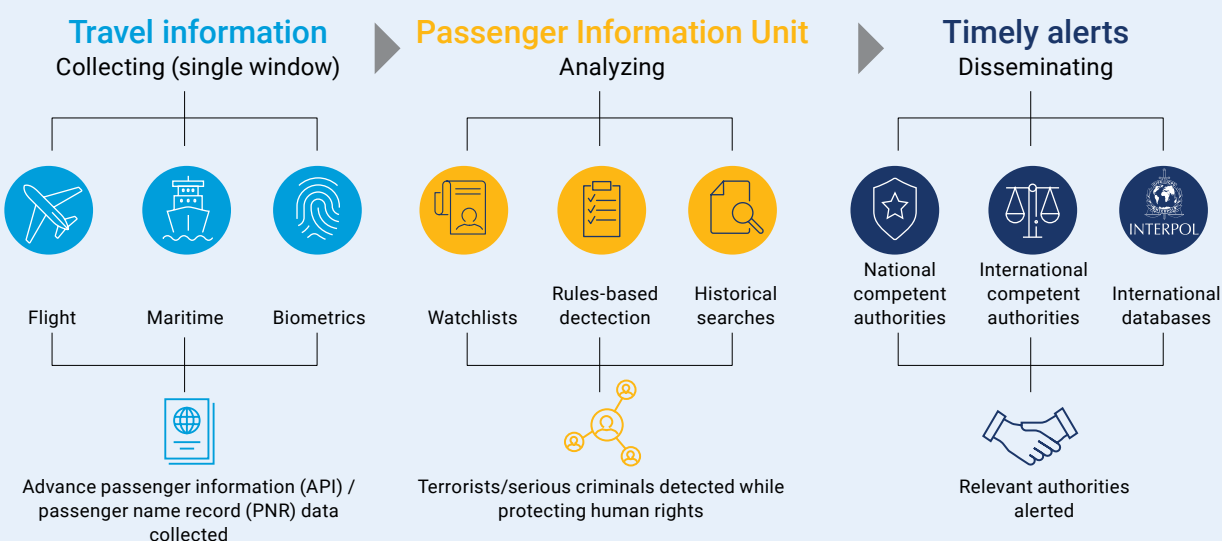 Travel information
Collecting (single window)
Flight
Maritime
Biometrics
Advance passenger information (API) /
passenger name record (PNR) data
collected
Passenger Information Unit
Analyzing
Watchlists
Rules-based
dectection
Historical
searches
Terrorists/serious criminals detected while
protecting human rights
Timely alerts
Disseminating
INTERPOL
National
competent
authorities
International
competent
authorities
International
databases
Relevant authorities
alerted